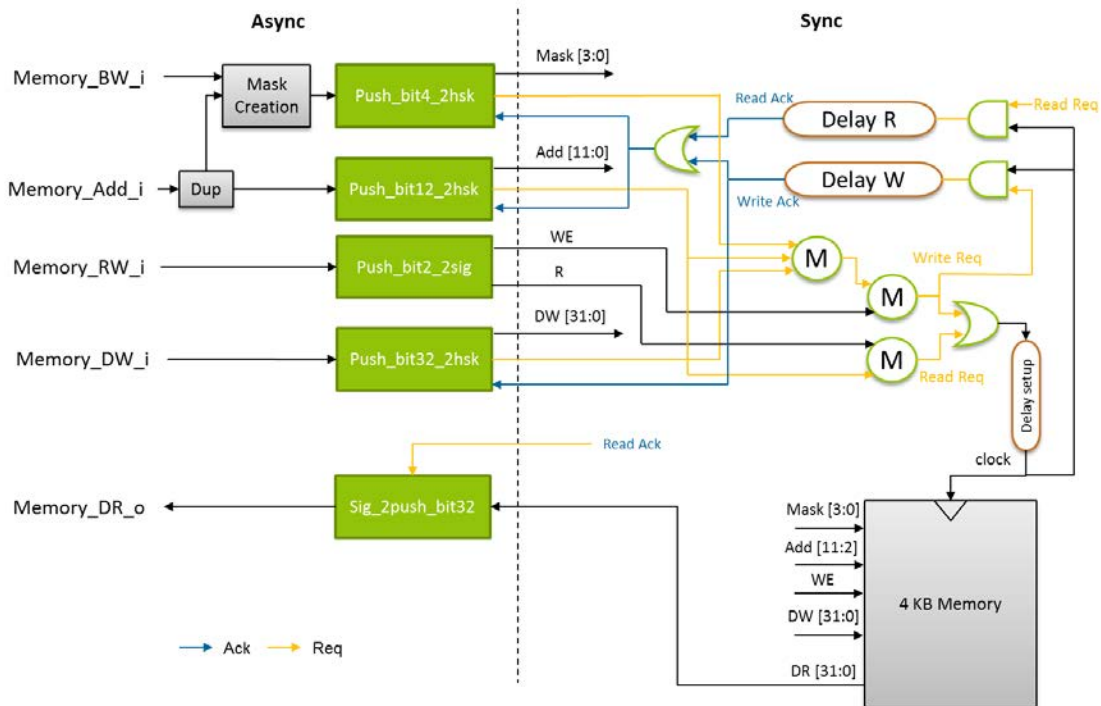 Async
Sync
Memory_BW_i
Mask
Creation
Push_bit4_2hsk
Mask [3:0]
Read Ack
Delay R
Read Req
Memory_Add_i
Dup
Push_bit12_2hsk
Add [11:0]
Delay W
Write Ack
Memory_RW_i
Push_bit2_2sig
WE
R
M
Write Req
M
Memory_DW_i
Push_bit32_2hsk
DW [31:0]
M
Read Req
Delay setup
clock
Read Ack
Memory_DR_o
Sig_2push_bit32
Mask [3:0]
Add [11:2]
WE
DW [31:0]
DR [31:0]
4 KB Memory
Ack
Req